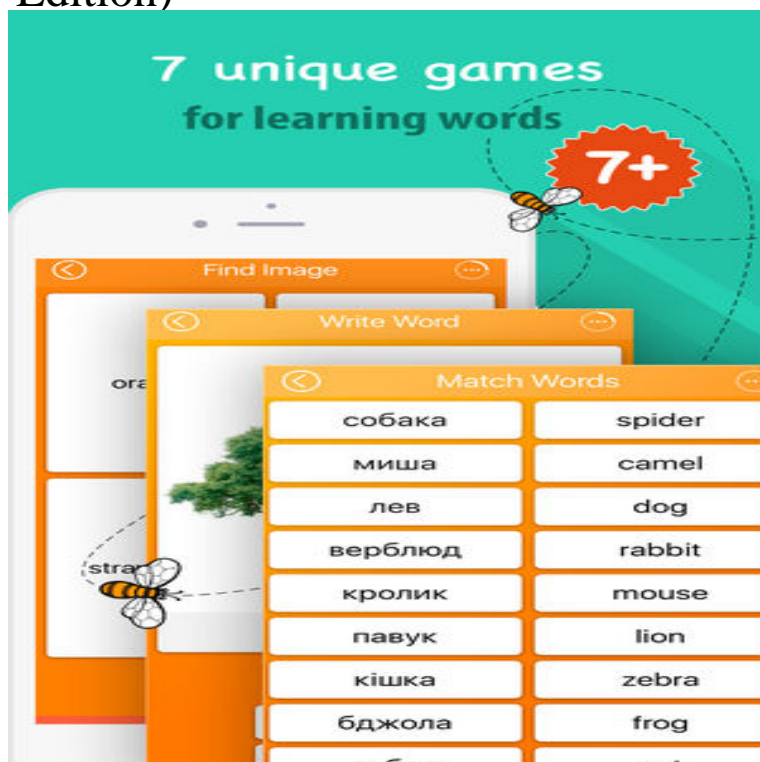 Edition)
7 unique games
for learning words
7+
Find Image
Write Word
Match Words
собака spider
миша camel
лев dog
верблюд rabbit
кролик mouse
павук lion
кішка zebra
бджола frog